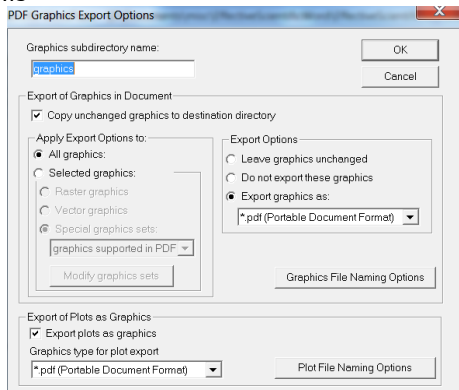 PDF Graphics Export Options
Graphics subdirectory name:
graphics
OK
Cancel
Export of Graphics in Document
Copy unchanged graphics to destination directory
Apply Export Options to:
All graphics:
Selected graphics:
Raster graphics
Vector graphics
Special graphics sets:
graphics supported in PDF
Modify graphics sets
Export Options
Leave graphics unchanged
Do not export these graphics
Export graphics as:
*.pdf (Portable Document Format)
Graphics File Naming Options
Export of Plots as Graphics
Export plots as graphics
Graphics type for plot export
*.pdf (Portable Document Format)
Plot File Naming Options